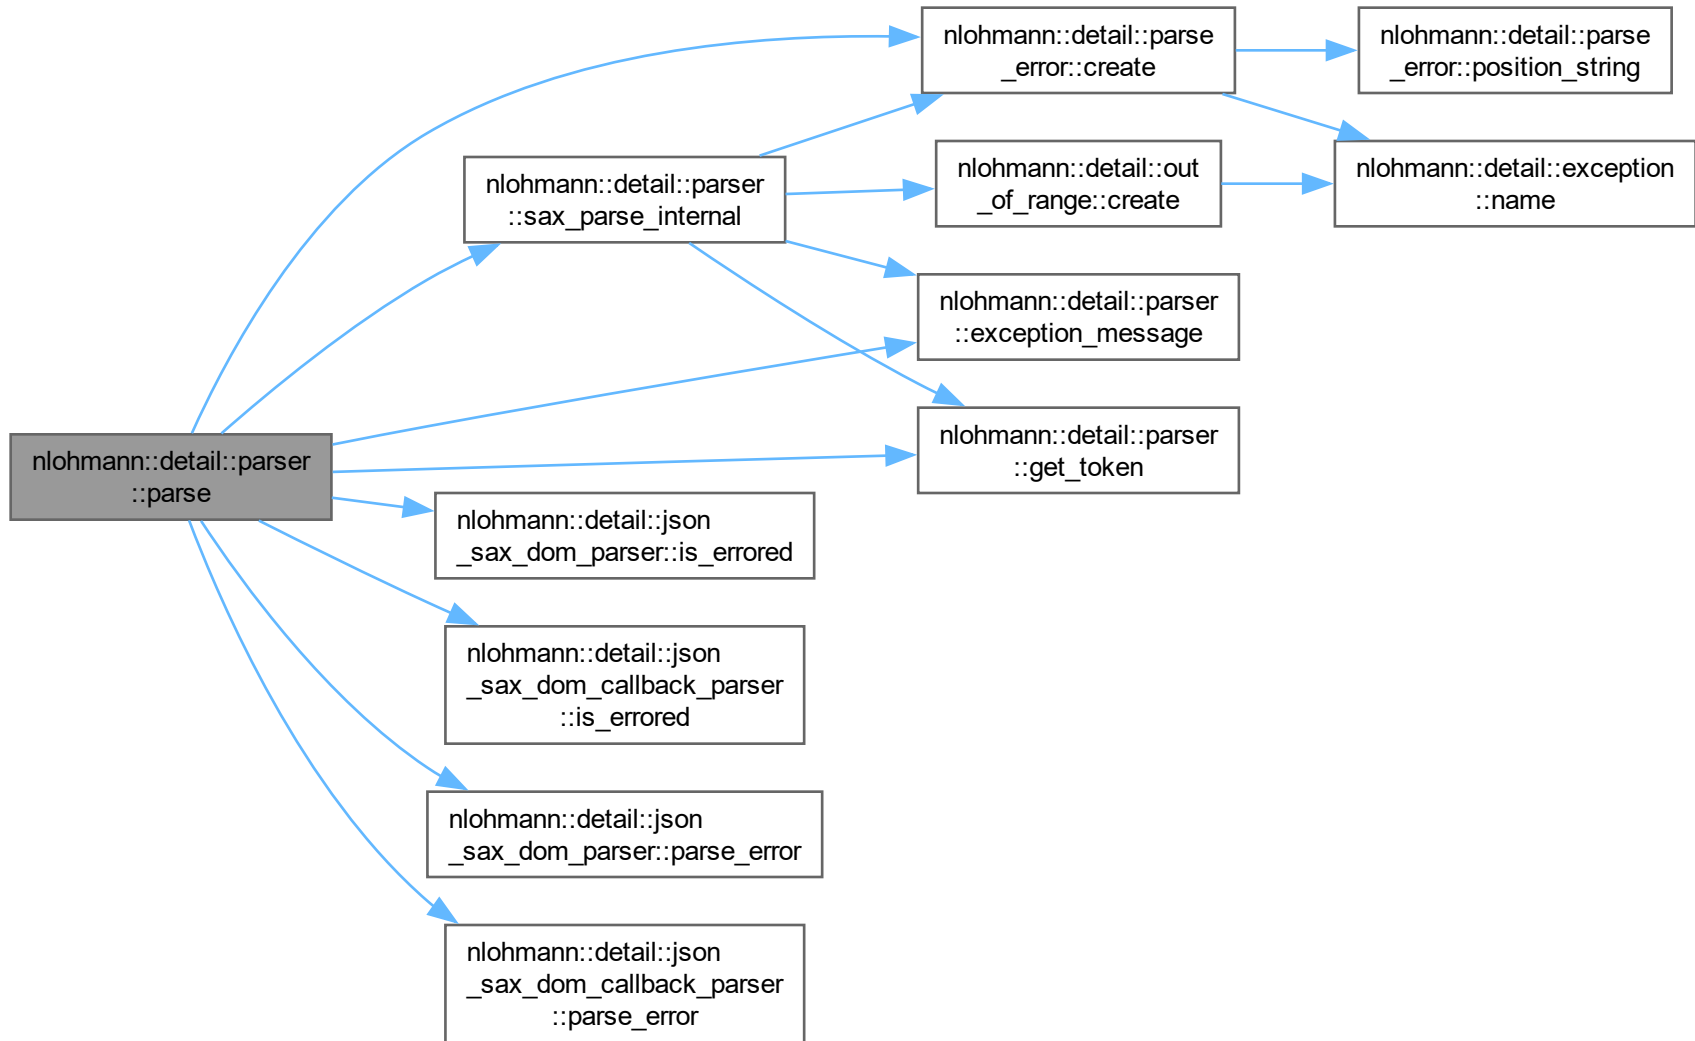 nlohmann::detail::parse
_error::create
nlohmann::detail::parse
_error::position_string
nlohmann::detail::parser
::sax_parse_internal
nlohmann::detail::out
_of_range::create
nlohmann::detail::exception
::name
nlohmann::detail::parser
::exception_message
nlohmann::detail::parser
::parse
nlohmann::detail::parser
::get_token
nlohmann::detail::json
_sax_dom_parser::is_errored
nlohmann::detail::json
_sax_dom_callback_parser
::is_errored
nlohmann::detail::json
_sax_dom_parser::parse_error
nlohmann::detail::json
_sax_dom_callback_parser
::parse_error